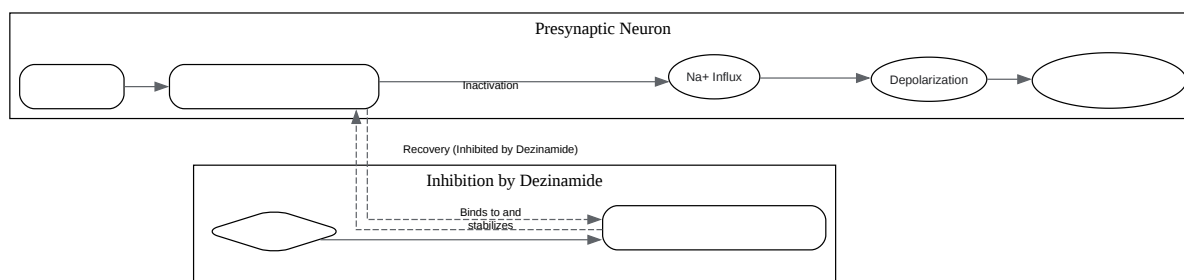 Presynaptic Neuron
Na+ Influx
Depolarization
Inactivation
Recovery (Inhibited by Dezinamide)
Inhibition by Dezinamide
Binds to and
stabilizes